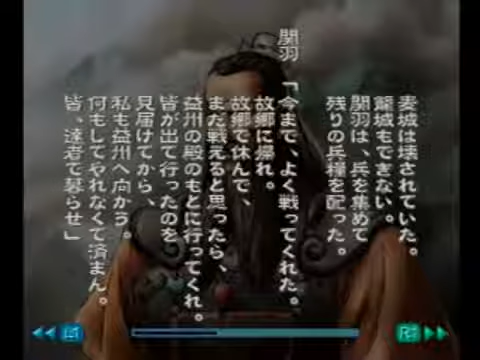 麦城は壊されていた。
籠城もできない。
関羽は、兵を集めて
残りの兵糧を配った。
関羽「今まで、よく戦ってくれた。
故郷に帰れ。
故郷で休んで、
まだ戦えると思ったら、
益州の殿のもとに行ってくれ。
皆が出て行ったのを
見届けてから、
私も益州へ向かう。
何もしてやれなくて済まん。
皆、達者で暮らせ」
L1
R1